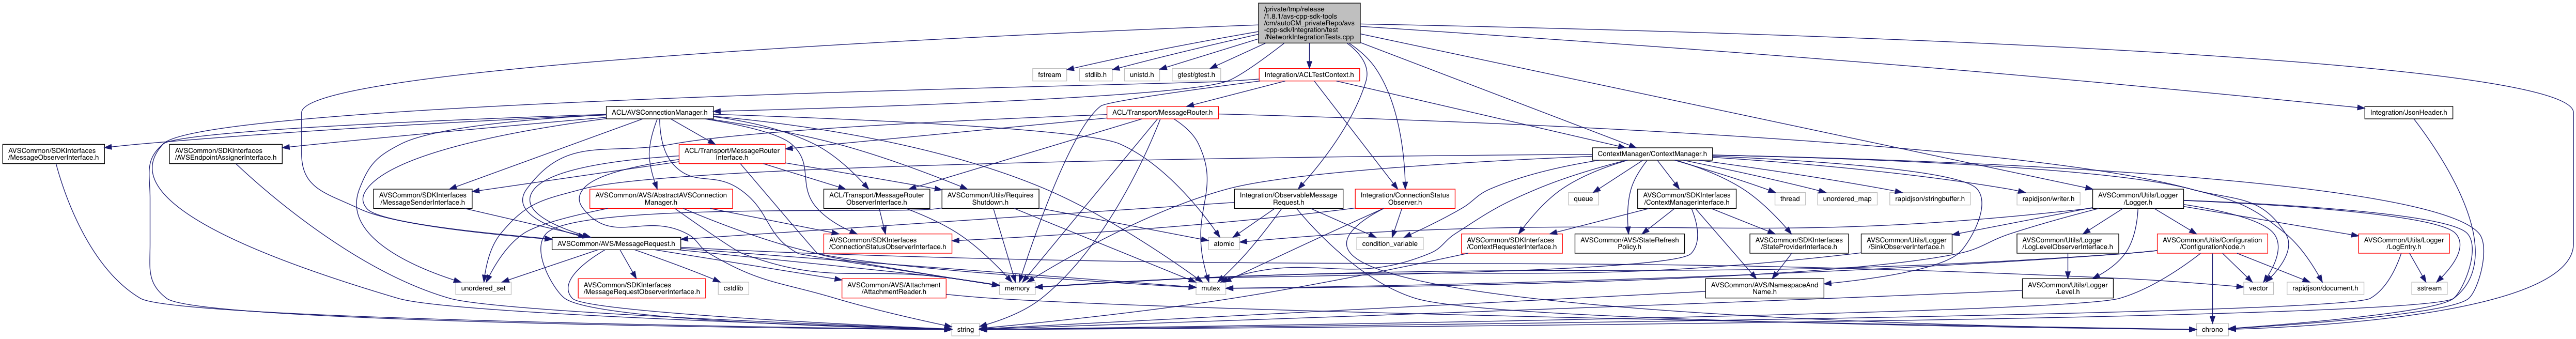 /private/tmp/release
/1.8.1/avs-cpp-sdk-tools
/cm/autoCM_privateRepo/avs
-cpp-sdk/Integration/test
/NetworkIntegrationTests.cpp
fstream
stdlib.h
unistd.h
gtest/gtest.h
Integration/ACLTestContext.h
ACL/AVSConnectionManager.h
ACL/Transport/MessageRouter.h
Integration/JsonHeader.h
AVSCommon/SDKInterfaces
/MessageObserverInterface.h
AVSCommon/SDKInterfaces
/AVSEndpointAssignerInterface.h
ACL/Transport/MessageRouter
Interface.h
ContextManager/ContextManager.h
AVSCommon/SDKInterfaces
/MessageSenderInterface.h
AVSCommon/AVS/AbstractAVSConnection
Manager.h
ACL/Transport/MessageRouter
ObserverInterface.h
AVSCommon/Utils/Requires
Shutdown.h
Integration/ObservableMessage
Request.h
Integration/ConnectionStatus
Observer.h
queue
AVSCommon/SDKInterfaces
/ContextManagerInterface.h
thread
unordered_map
rapidjson/stringbuffer.h
rapidjson/writer.h
AVSCommon/Utils/Logger
/Logger.h
AVSCommon/AVS/MessageRequest.h
AVSCommon/SDKInterfaces
/ConnectionStatusObserverInterface.h
atomic
condition_variable
AVSCommon/SDKInterfaces
/ContextRequesterInterface.h
AVSCommon/AVS/StateRefresh
Policy.h
AVSCommon/SDKInterfaces
/StateProviderInterface.h
AVSCommon/Utils/Logger
/SinkObserverInterface.h
AVSCommon/Utils/Logger
/LogLevelObserverInterface.h
AVSCommon/Utils/Configuration
/ConfigurationNode.h
AVSCommon/Utils/Logger
/LogEntry.h
unordered_set
AVSCommon/SDKInterfaces
/MessageRequestObserverInterface.h
cstdlib
AVSCommon/AVS/Attachment
/AttachmentReader.h
memory
mutex
AVSCommon/AVS/NamespaceAnd
Name.h
AVSCommon/Utils/Logger
/Level.h
vector
rapidjson/document.h
sstream
string
chrono